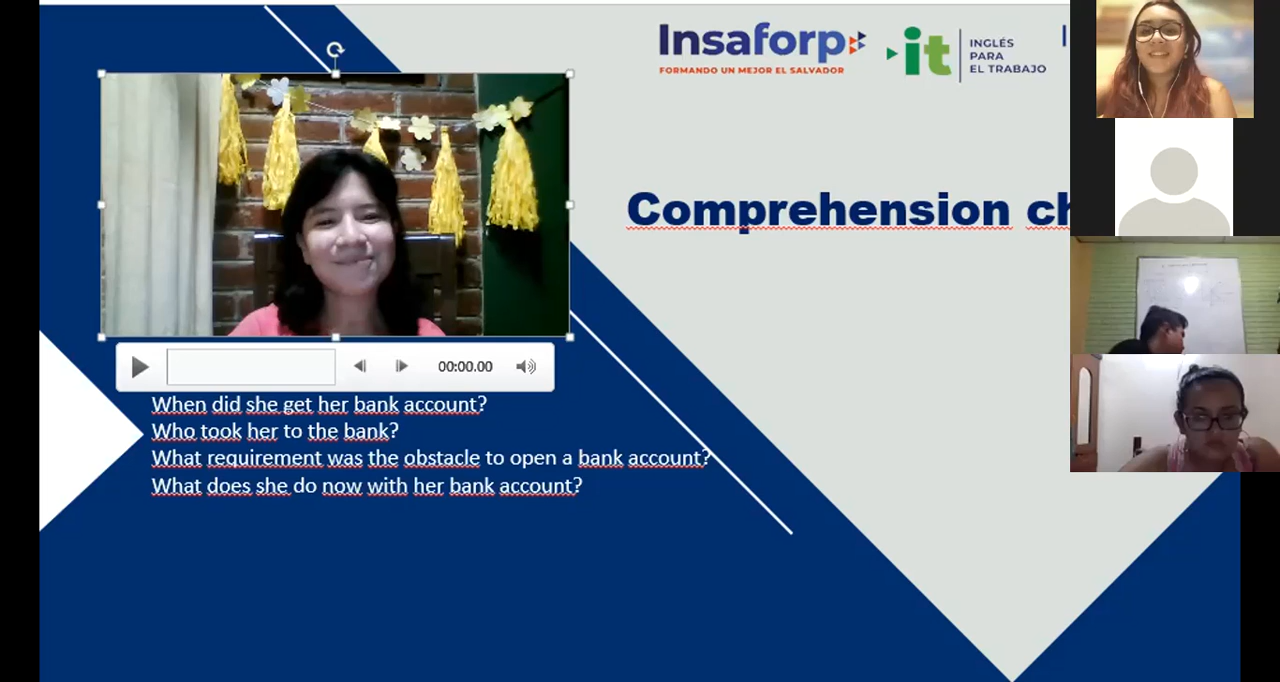 Insaforp
FORMANDO UN MEJOR EL SALVADOR
it
INGLÉS
PARA
EL TRABAJO
Comprehension ch
00:00.00
When did she get her bank account?
Who took her to the bank?
What requirement was the obstacle to open a bank account?
What does she do now with her bank account?